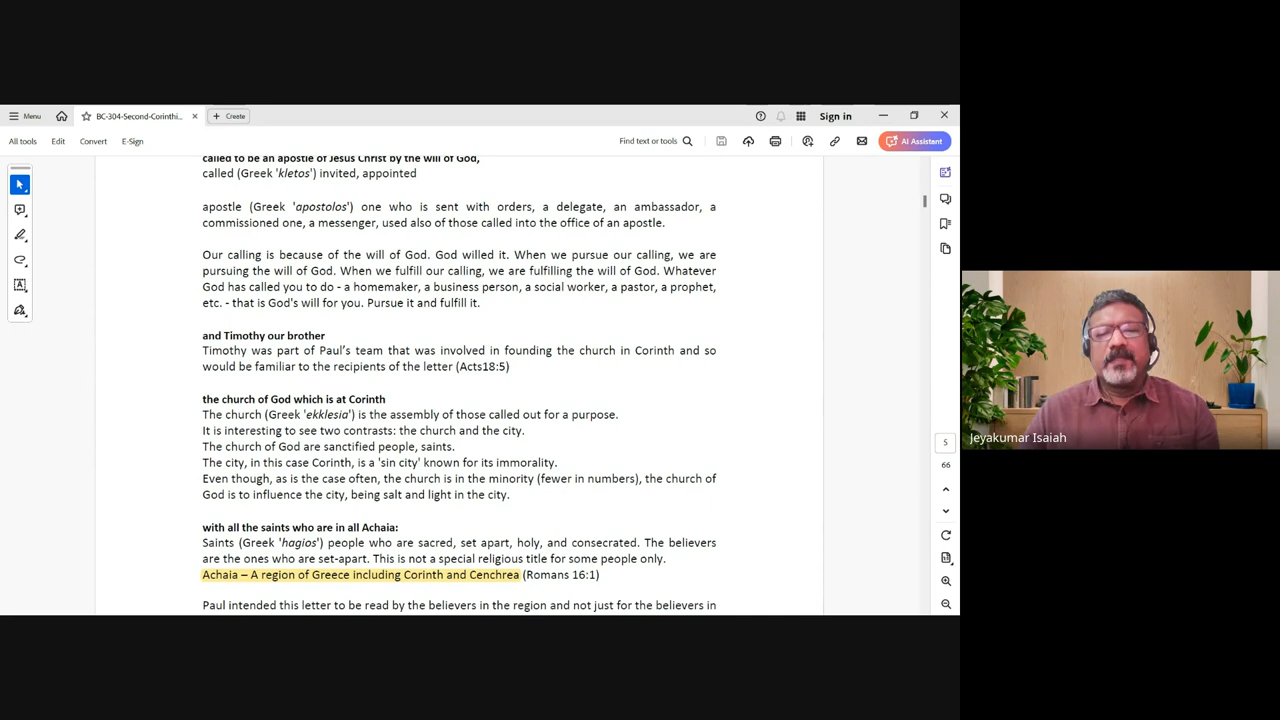 Menu
BC-304-Second-Corinthi...
Create
Sign in
All tools
Edit
Convert
E-Sign
Find text or tools
AI Assistant
called to be an apostle of Jesus Christ by the will of God,
called (Greek 'kletos') invited, appointed
apostle (Greek 'apostolos') one who is sent with orders, a delegate, an ambassador, a
commissioned one, a messenger, used also of those called into the office of an apostle.
Our calling is because of the will of God. God willed it. When we pursue our calling, we are
pursuing the will of God. When we fulfill our calling, we are fulfilling the will of God. Whatever
God has called you to do - a homemaker, a business person, a social worker, a pastor, a prophet,
etc. - that is God's will for you. Pursue it and fulfill it.
and Timothy our brother
Timothy was part of Paul's team that was involved in founding the church in Corinth and so
would be familiar to the recipients of the letter (Acts18:5)
the church of God which is at Corinth
The church (Greek 'ekklesia') is the assembly of those called out for a purpose.
It is interesting to see two contrasts: the church and the city.
The church of God are sanctified people, saints.
The city, in this case Corinth, is a 'sin city' known for its immorality.
Even though, as is the case often, the church is in the minority (fewer in numbers), the church of
God is to influence the city, being salt and light in the city.
with all the saints who are in all Achaia:
Saints (Greek 'hagios') people who are sacred, set apart, holy, and consecrated. The believers
are the ones who are set-apart. This is not a special religious title for some people only.
Achaia – A region of Greece including Corinth and Cenchrea (Romans 16:1)
Paul intended this letter to be read by the believers in the region and not just for the believers in
5
66
Jeyakumar Isaiah